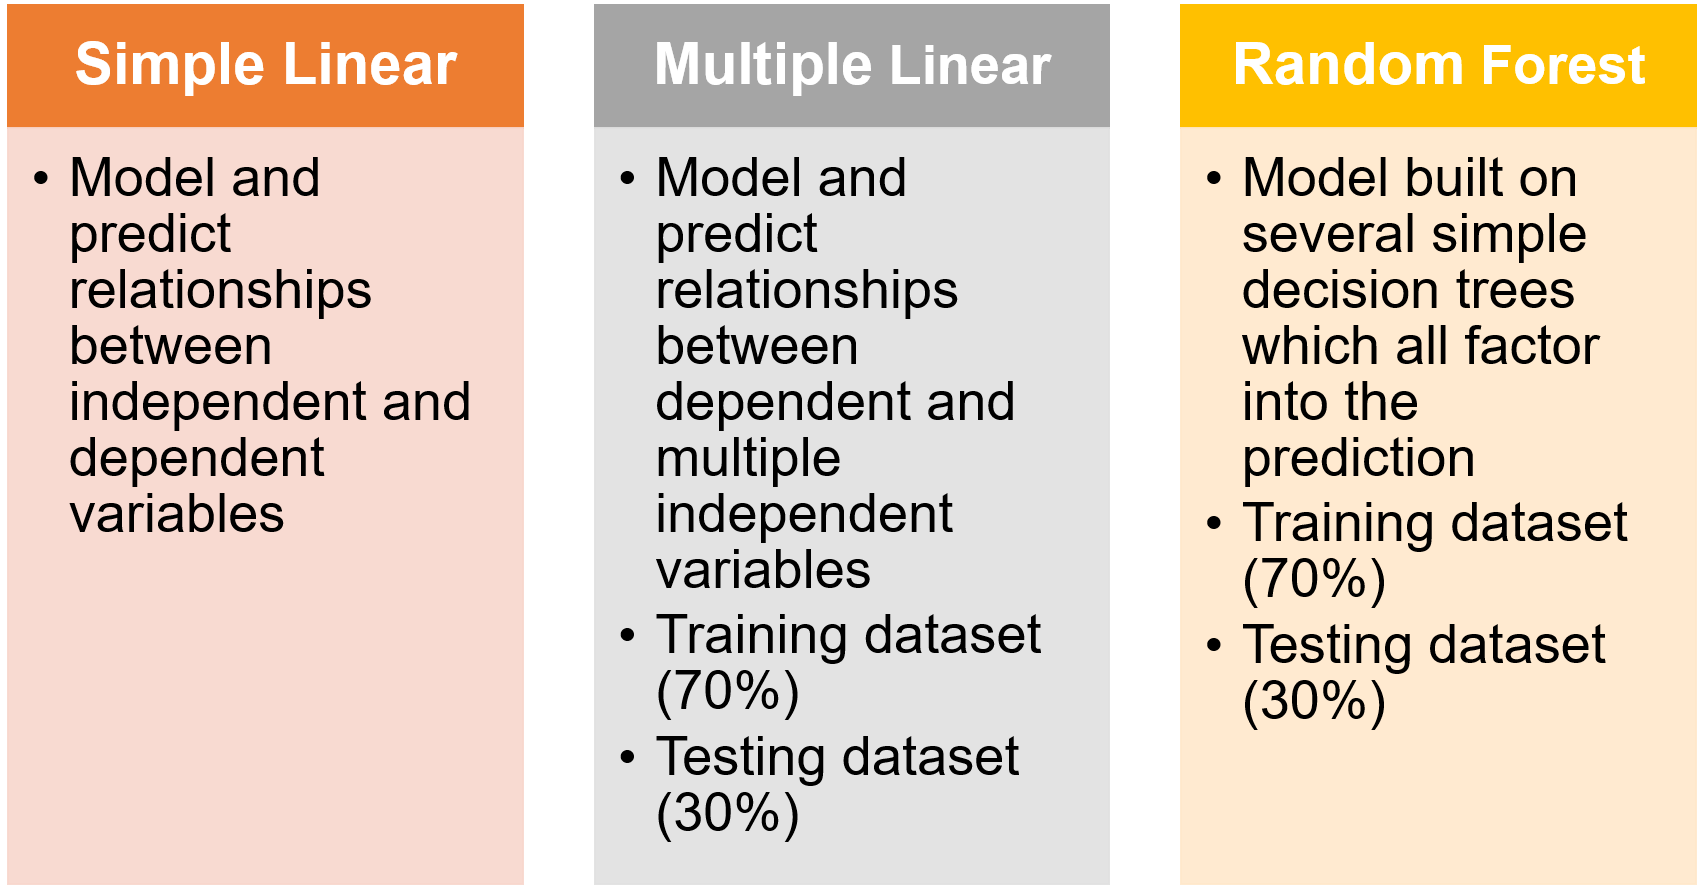 Simple Linear
• Model and
predict
relationships
between
independent and
dependent
variables
Multiple Linear
• Model and
predict
relationships
between
dependent and
multiple
independent
variables
• Training dataset
(70%)
• Testing dataset
(30%)
Random Forest
• Model built on
several simple
decision trees
which all factor
into the
prediction
• Training dataset
(70%)
• Testing dataset
(30%)